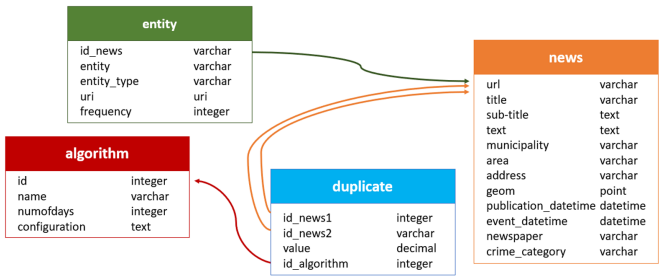 entity
id_news varchar
entity varchar
entity_type varchar
uri uri
frequency integer
news
url varchar
title varchar
sub-title text
text text
municipality varchar
area varchar
address varchar
geom point
publication_datetime datetime
event_datetime datetime
newspaper varchar
crime_category varchar
algorithm
id integer
name varchar
numofdays integer
configuration text
duplicate
id_news1 integer
id_news2 varchar
value decimal
id_algorithm integer